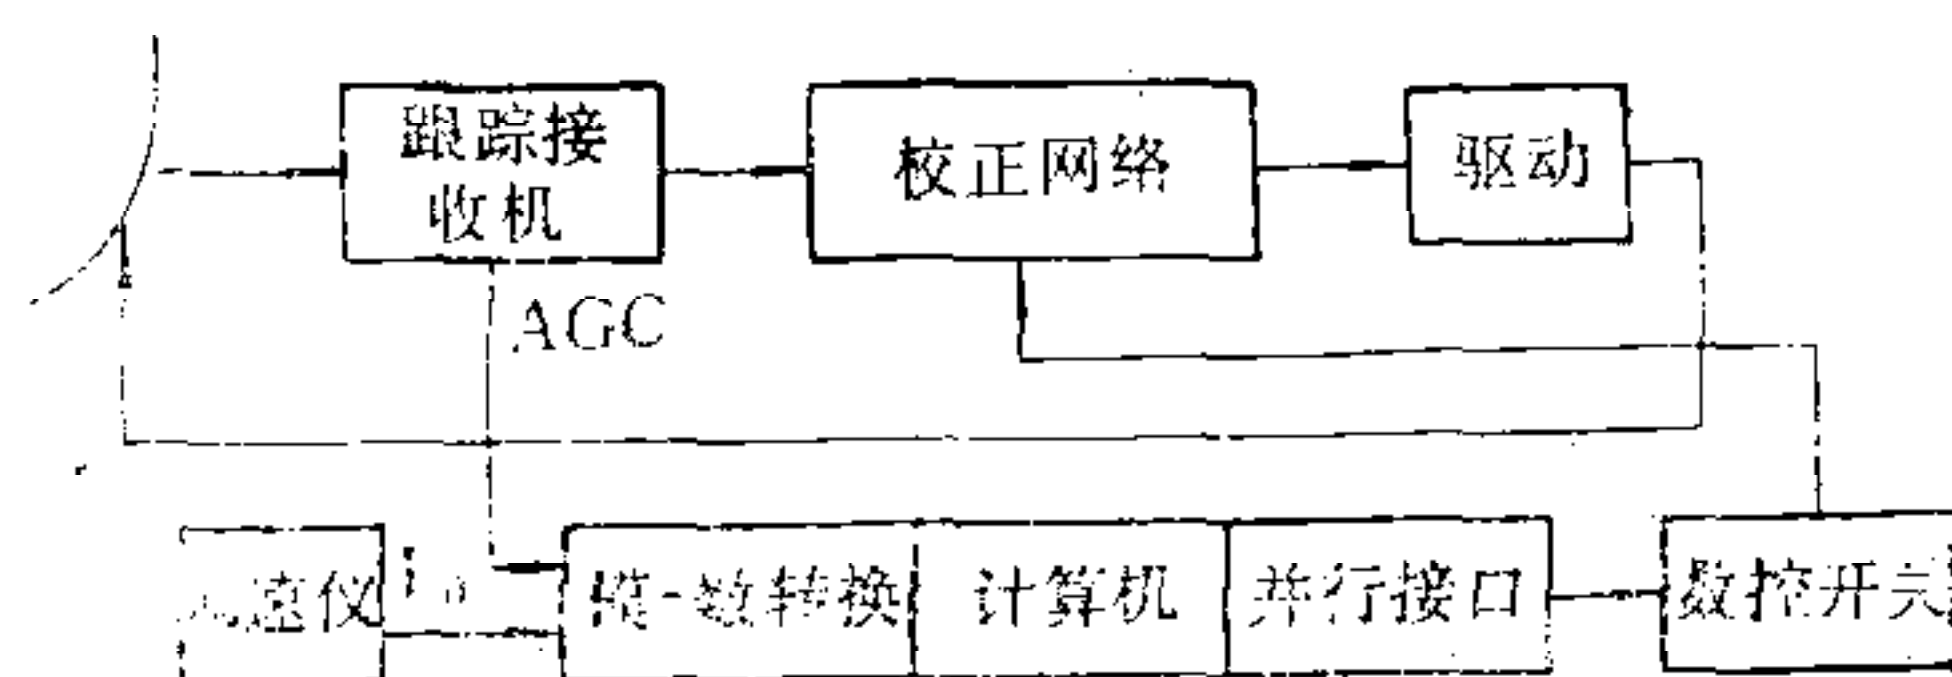 跟踪接
收机
校正网络
驱动
AGC
速仪
模-数转换
计算机
并行接口
数控开关